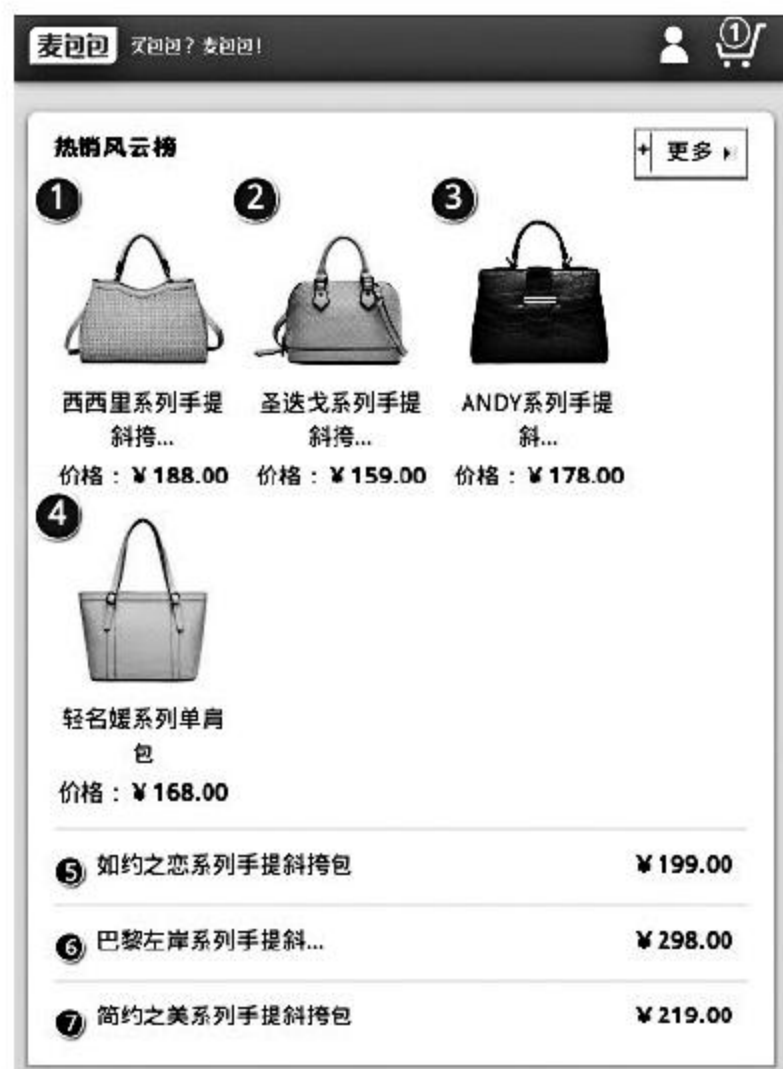 麦包包 买包包?麦包包!
1
热销风云榜
+ 更多
1 2 3
西西里系列手提 圣迭戈系列手提 ANDY系列手提
斜挎... 斜挎... 斜...
价格:¥188.00 价格:¥159.00 价格:¥178.00
4
轻名媛系列单肩
包
价格:¥168.00
5 如约之恋系列手提斜挎包 ¥199.00
6 巴黎左岸系列手提斜... ¥298.00
7 简约之美系列手提斜挎包 ¥219.00